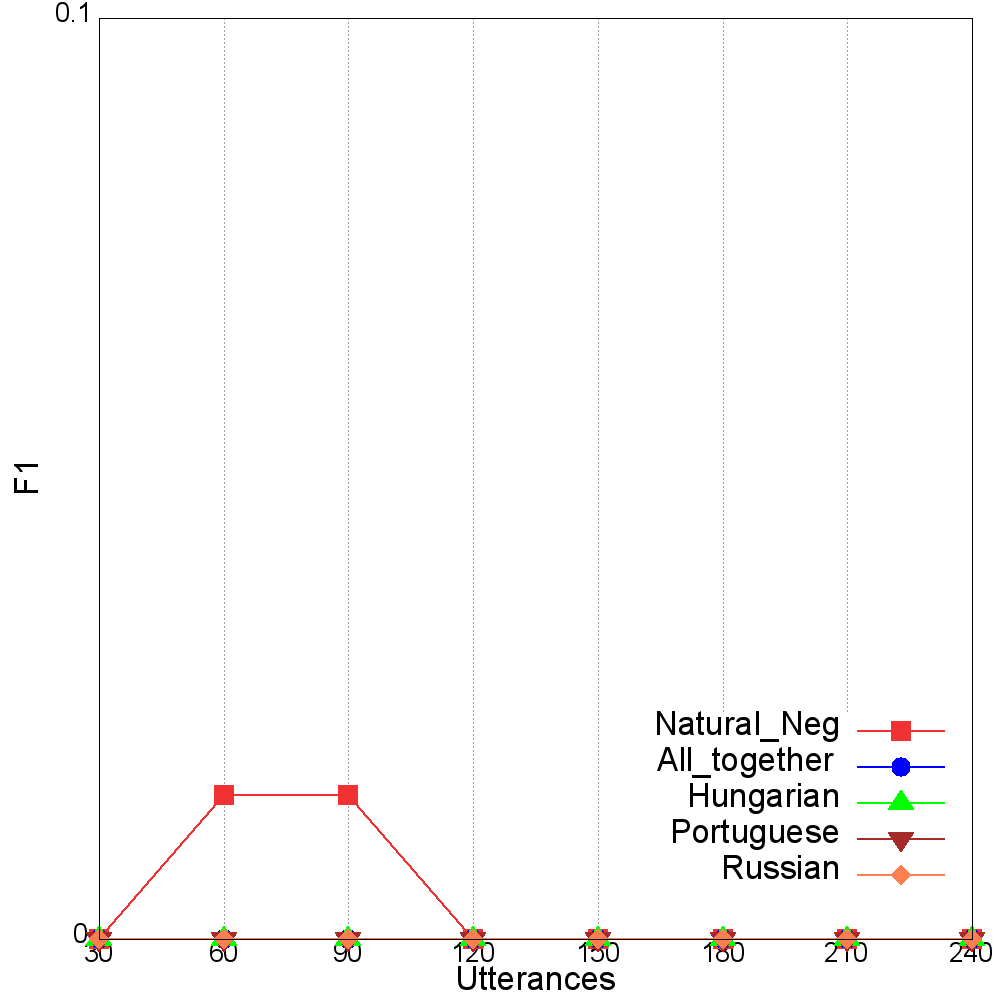 0.1
F1
Natural_Neg
All_together
Hungarian
Portuguese
Russian
0
30 60 90 120 150 180 210 240
Utterances